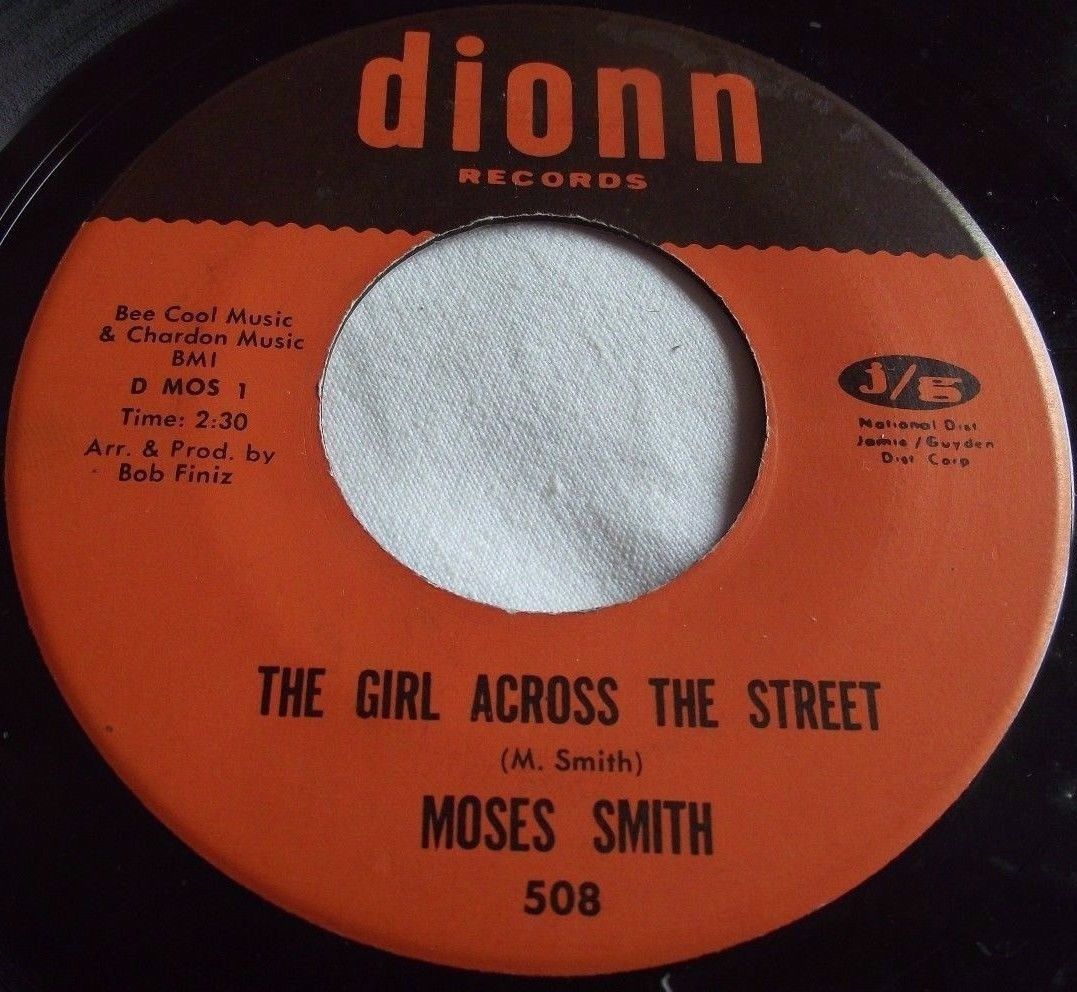 dionn
RECORDS
Bee Cool Music
& Chardon Music
BMI
D MOS 1
Time: 2:30
Arr. & Prod. by
Bob Finiz
j/g
National Dist.
Jamie/Guyden
Dist Corp
THE GIRL ACROSS THE STREET
(M. Smith)
MOSES SMITH
508